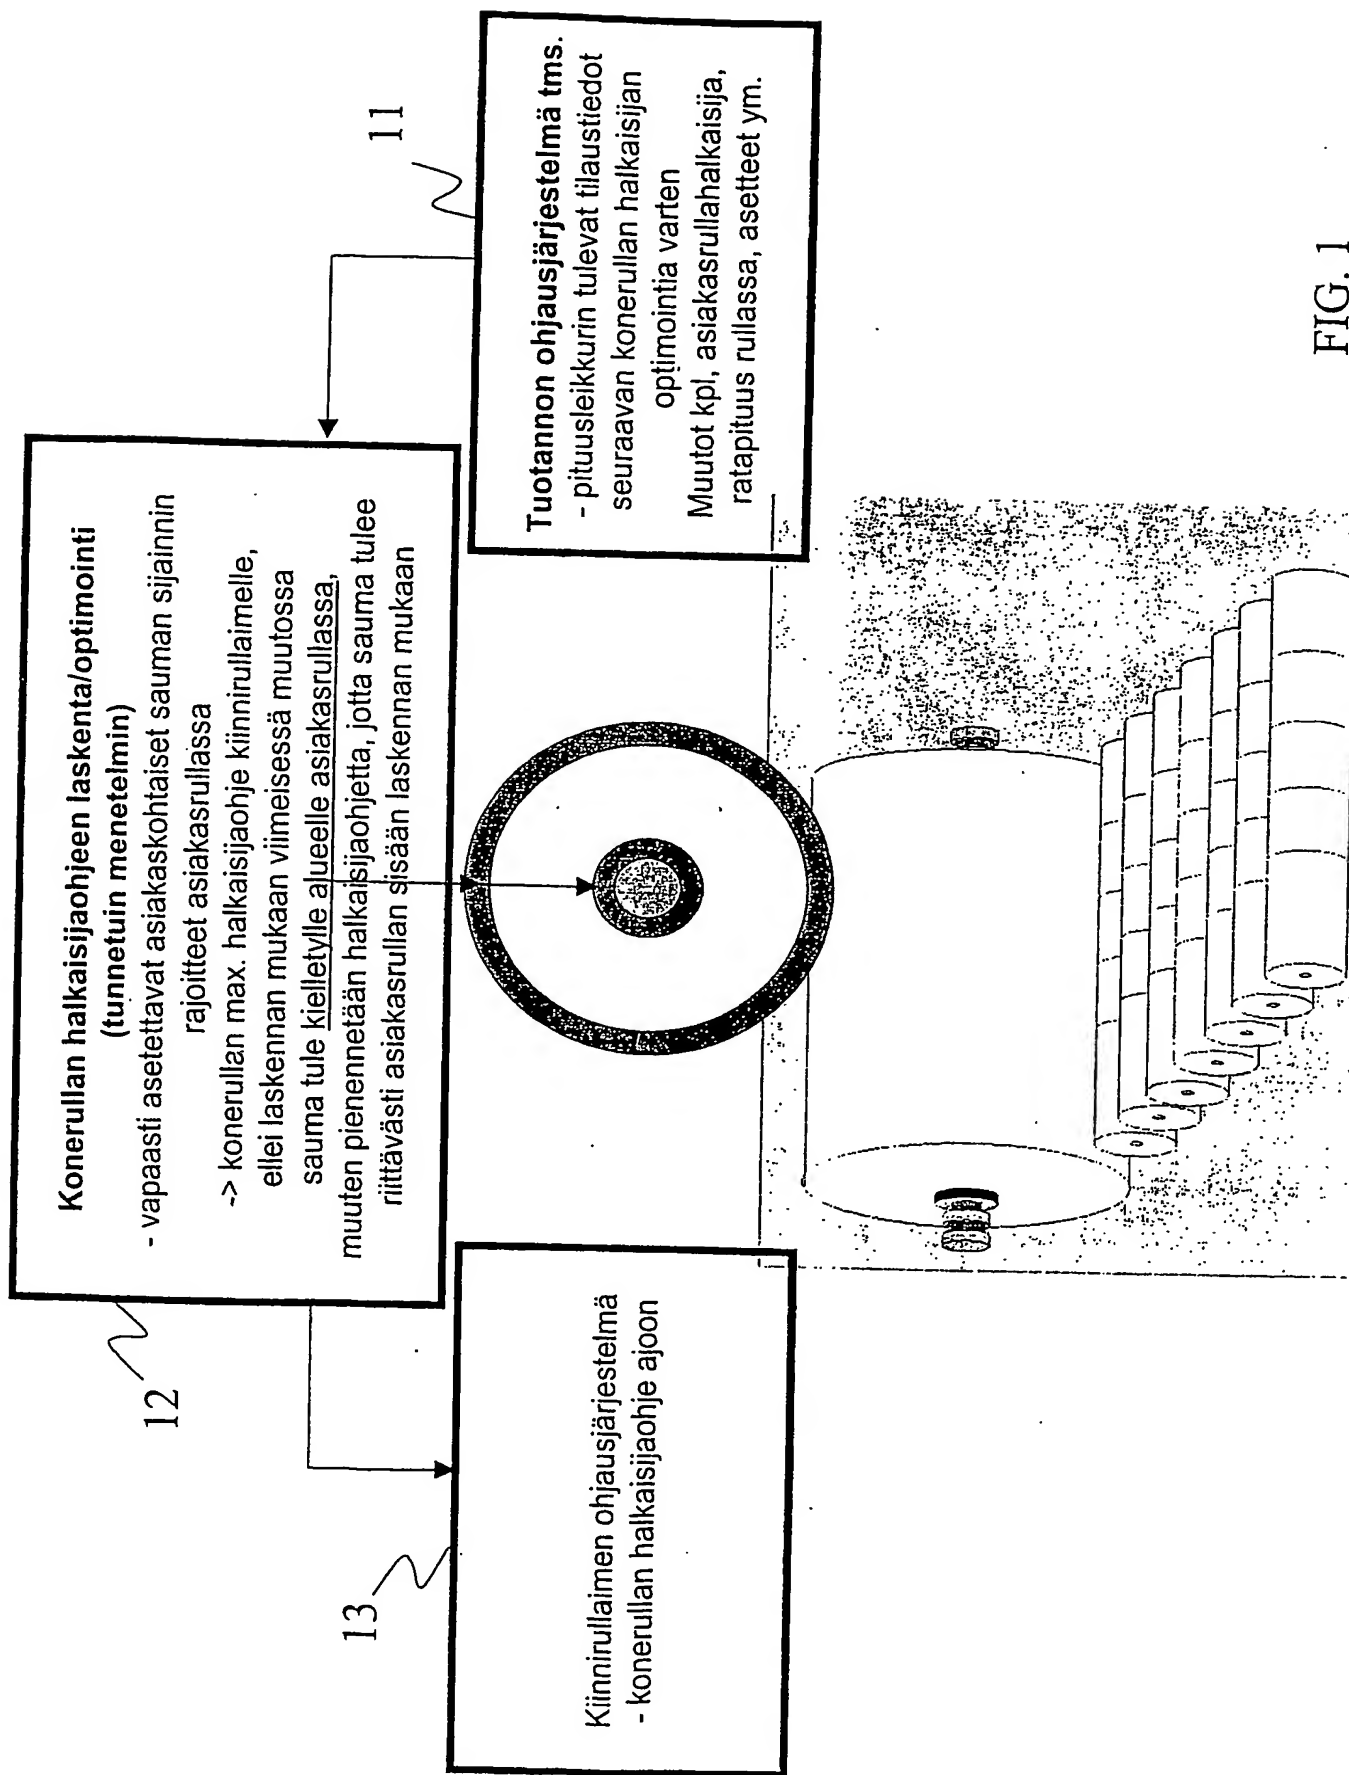 12
Konerullan halkaisijaohjeen laskenta/optimointi
(tunnetuin menetelmin)
- vapaasti asetettavat asiakaskohtaiset sauman sijainnin
rajoitteet asiakasrullassa
-> konerullan max. halkaisijaohje kiinnirullaimelle,
ellei laskennan mukaan viimeisessä muutossa
sauma tule kielletylle alueelle asiakasrullassa,
muuten pienennetään halkaisijaohjetta, jotta sauma tulee
riittävästi asiakasrullan sisään laskennan mukaan
11
Tuotannon ohjausjärjestelmä tms.
- pituusleikkurin tulevat tilaustiedot
seuraavan konerullan halkaisijan
optimointia varten
Muutot kpl, asiakasrullahalkaisija,
ratapituus rullassa, asetteet ym.
13
Kiinnirullaimen ohjausjärjestelmä
- konerullan halkaisijaohje ajoon
FIG. 1